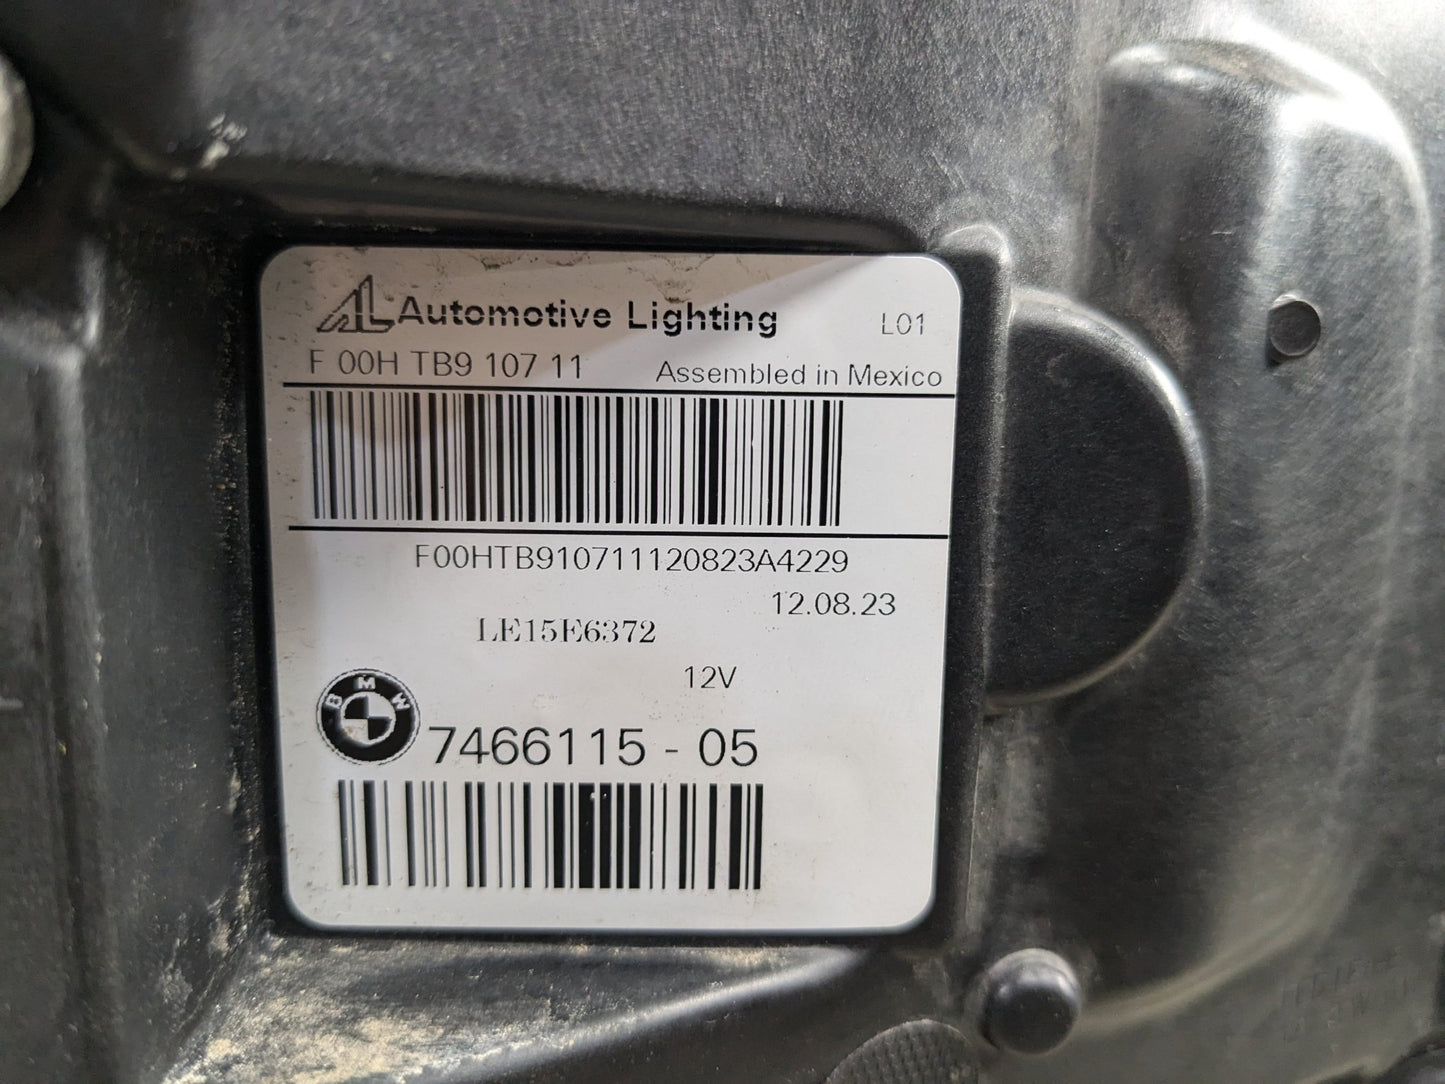 AL Automotive Lighting L01
F 00H TB9 107 11 Assembled in Mexico
F00HTB910711120823A4229
12.08.23
LE15E6372
12V
BMW
7466115 - 05